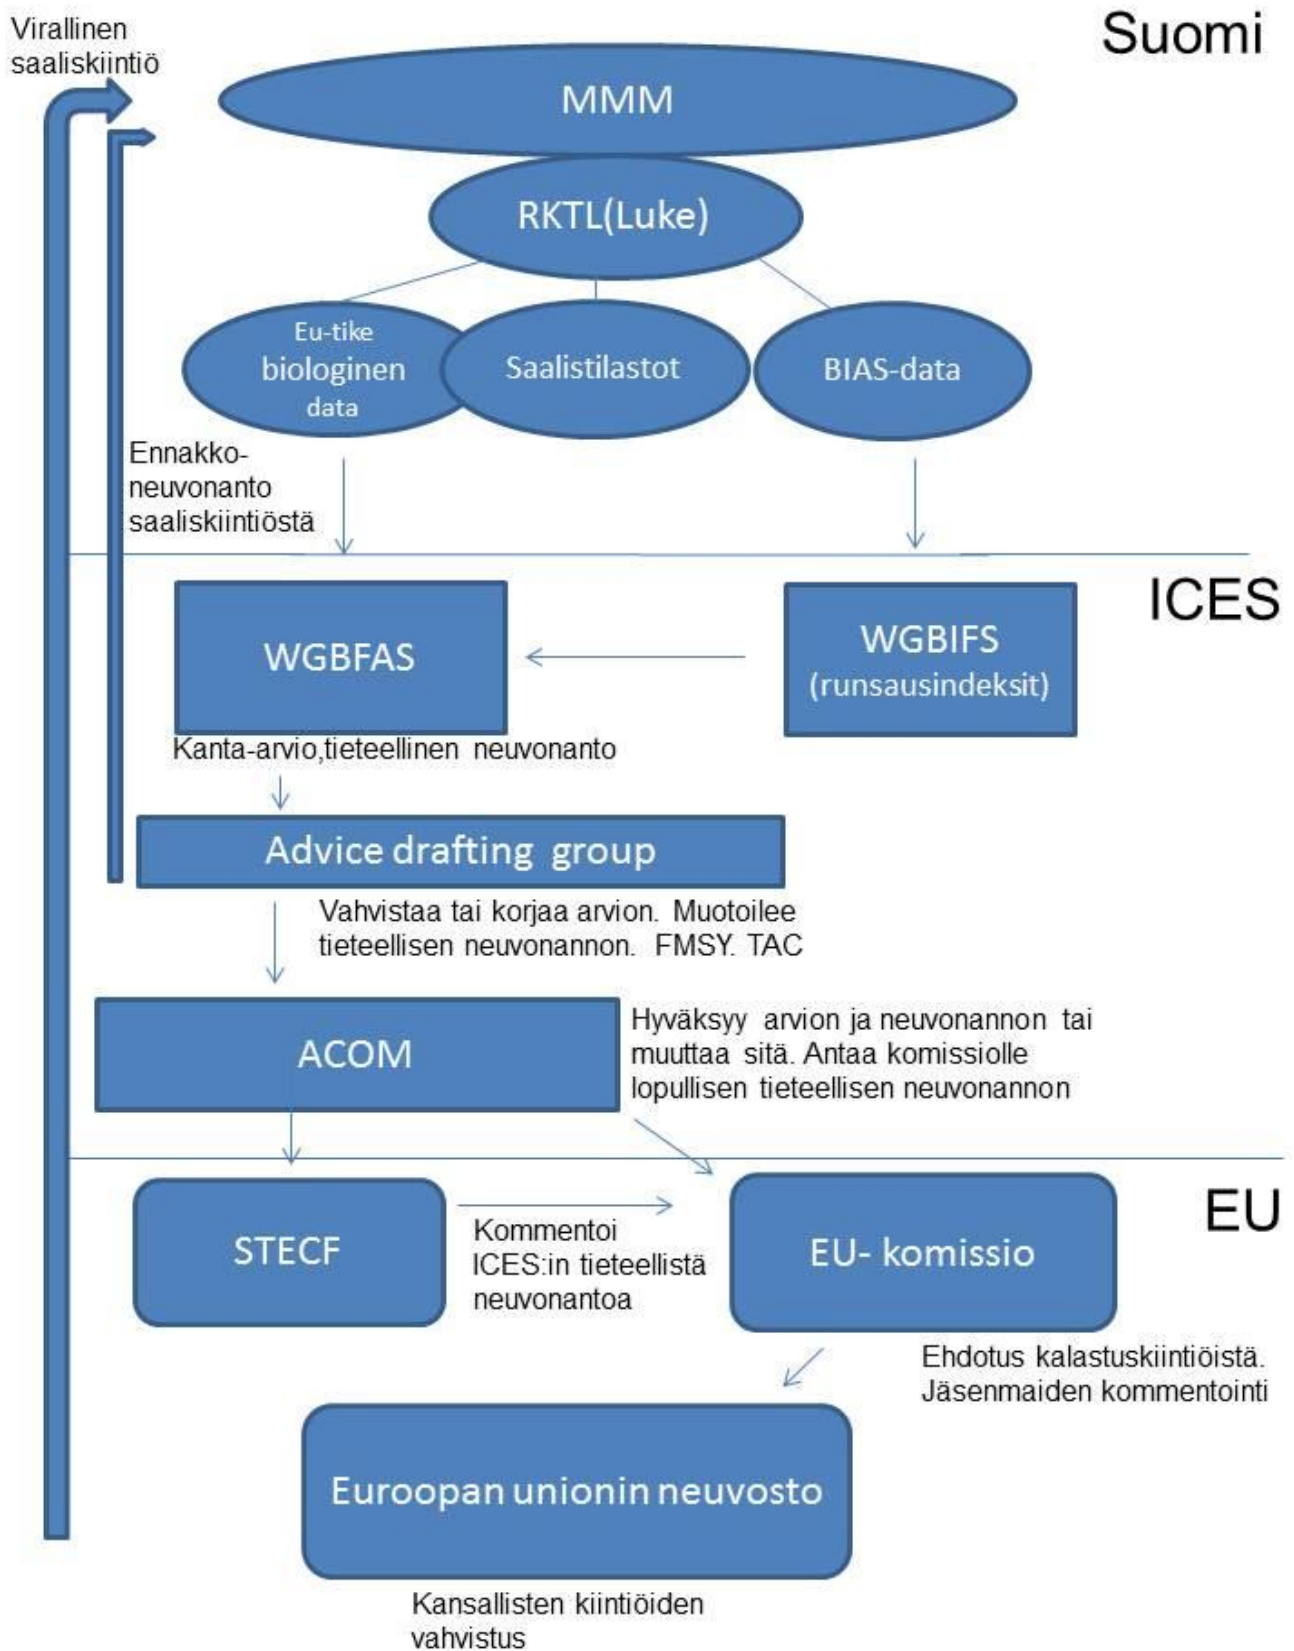 Virallinen
saaliskiintiö
Suomi
MMM
RKTL(Luke)
Eu-tike
biologinen
data
Saalistilastot
BIAS-data
Ennakko-
neuvonanto
saaliskiintiöstä
ICES
WGBFAS
WGBIFS
(runsausindeksit)
Kanta-arvio,tieteellinen neuvonanto
Advice drafting group
Vahvistaa tai korjaa arvion. Muotoilee
tieteellisen neuvonannon. FMSY. TAC
ACOM
Hyväksyy arvion ja neuvonannon tai
muuttaa sitä. Antaa komissiolle
lopullisen tieteellisen neuvonannon
EU
STECF
Kommentoi
ICES:in tieteellistä
neuvonantoa
EU- komissio
Ehdotus kalastuskiintiöistä.
Jäsenmaiden kommentointi
Euroopan unionin neuvosto
Kansallisten kiintiöiden
vahvistus